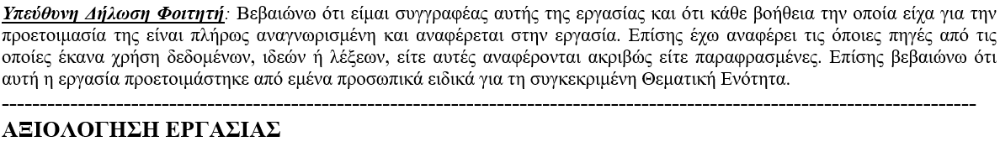 Υπεύθυνη Δήλωση Φοιτητή: Βεβαιώνω ότι είμαι συγγραφέας αυτής της εργασίας και ότι κάθε βοήθεια την οποία είχα για την
προετοιμασία της είναι πλήρως αναγνωρισμένη και αναφέρεται στην εργασία. Επίσης έχω αναφέρει τις όποιες πηγές από τις
οποίες έκανα χρήση δεδομένων, ιδεών ή λέξεων, είτε αυτές αναφέρονται ακριβώς είτε παραφρασμένες. Επίσης βεβαιώνω ότι
αυτή η εργασία προετοιμάστηκε από εμένα προσωπικά ειδικά για τη συγκεκριμένη Θεματική Ενότητα.
-----------------------------------------------------------------------------------------------------------------------------
ΑΞΙΟΛΟΓΗΣΗ ΕΡΓΑΣΙΑΣ